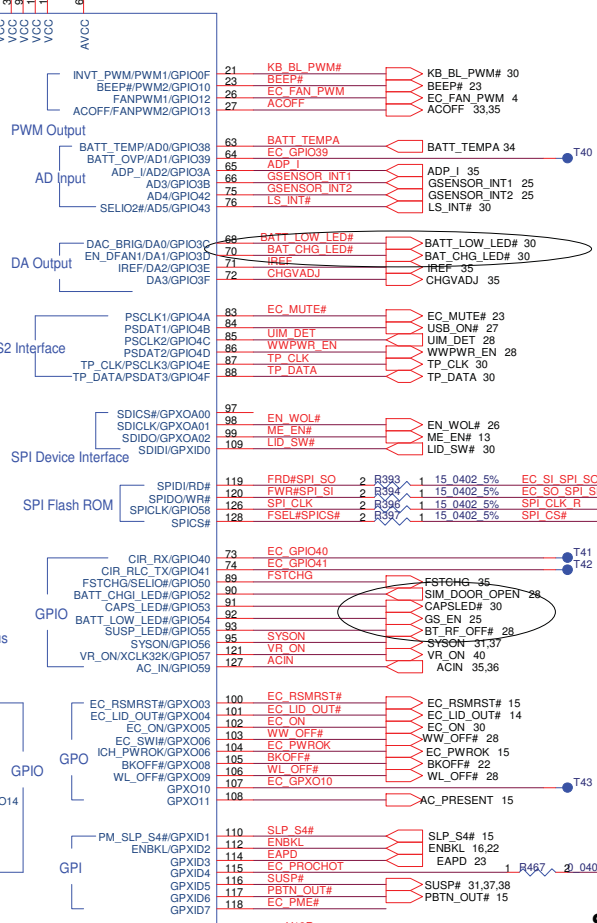 VCC VCC VCC VCC VCC AVCC
INVT_PWM/PWM1/GPIO0F 21 KB_BL_PWM# KB_BL_PWM# 30
BEEP#/PWM2/GPIO10 23 BEEP# BEEP# 23
FANPWM1/GPIO12 26 EC_FAN_PWM EC_FAN_PWM 4
ACOFF/FANPWM2/GPIO13 27 ACOFF ACOFF 33,35
PWM Output
BATT_TEMP/AD0/GPIO38 63 BATT_TEMPA BATT_TEMPA 34
BATT_OVP/AD1/GPIO39 64 EC_GPIO39 T40
ADP_I/AD2/GPIO3A 65 ADP_I ADP_I 35
AD Input AD3/GPIO3B 66 GSENSOR_INT1 GSENSOR_INT1 25
AD4/GPIO42 75 GSENSOR_INT2 GSENSOR_INT2 25
SELIO2#/AD5/GPIO43 76 LS_INT# LS_INT# 30
DAC_BRIG/DA0/GPIO3C 68 BATT_LOW_LED# BATT_LOW_LED# 30
EN_DFAN1/DA1/GPIO3D 70 BAT_CHG_LED# BAT_CHG_LED# 30
DA Output IREF/DA2/GPIO3E 71 IREF IREF 35
DA3/GPIO3F 72 CHGVADJ CHGVADJ 35
PSCLK1/GPIO4A 83 EC_MUTE# EC_MUTE# 23
PSDAT1/GPIO4B 84 USB_ON# 27
PSCLK2/GPIO4C 85 UIM_DET UIM_DET 28
S2 Interface PSDAT2/GPIO4D 86 WWPWR_EN WWPWR_EN 28
TP_CLK/PSCLK3/GPIO4E 87 TP_CLK TP_CLK 30
TP_DATA/PSDAT3/GPIO4F 88 TP_DATA TP_DATA 30
SDICS#/GPXOA00 97
SDICLK/GPXOA01 98 EN_WOL# EN_WOL# 26
SDIDO/GPXOA02 99 ME_EN# ME_EN# 13
SDIDI/GPXID0 109 LID_SW# LID_SW# 30
SPI Device Interface
SPIDI/RD# 119 FRD#SPI_SO 2 R393 1 15_0402_5% EC_SI_SPI_SO
SPIDO/WR# 120 FWR#SPI_SI 2 R394 1 15_0402_5% EC_SO_SPI_S
SPI Flash ROM SPICLK/GPIO58 126 SPI_CLK 2 R396 1 15_0402_5% SPI_CLK_R
SPICS# 128 FSEL#SPICS# 2 R397 1 15_0402_5% SPI_CS#
CIR_RX/GPIO40 73 EC_GPIO40 T41
CIR_RLC_TX/GPIO41 74 EC_GPIO41 T42
FSTCHG/SELIO#/GPIO50 89 FSTCHG FSTCHG 35
BATT_CHGI_LED#/GPIO52 90 SIM_DOOR_OPEN 28
CAPS_LED#/GPIO53 91 CAPSLED# 30
GPIO BATT_LOW_LED#/GPIO54 92 GS_EN 25
SUSP_LED#/GPIO55 93 BT_RF_OFF# 28
us SYSON/GPIO56 95 SYSON SYSON 31,37
VR_ON/XCLK32K/GPIO57 121 VR_ON VR_ON 40
AC_IN/GPIO59 127 ACIN ACIN 35,36
EC_RSMRST#/GPXO03 100 EC_RSMRST# EC_RSMRST# 15
EC_LID_OUT#/GPXO04 101 EC_LID_OUT# EC_LID_OUT# 14
EC_ON/GPXO05 102 EC_ON EC_ON 30
EC_SWI#/GPXO06 103 WW_OFF# WW_OFF# 28
ICH_PWROK/GPXO06 104 EC_PWROK EC_PWROK 15
GPO BKOFF#/GPXO08 105 BKOFF# BKOFF# 22
GPIO WL_OFF#/GPXO09 106 WL_OFF# WL_OFF# 28
GPXO10 107 EC_GPXO10 T43
O14 GPXO11 108 AC_PRESENT 15
PM_SLP_S4#/GPXID1 110 SLP_S4# SLP_S4# 15
ENBKL/GPXID2 112 ENBKL ENBKL 16,22
GPXID3 114 EAPD EAPD 23
GPI GPXID4 115 EC_PROCHOT 1 R467 2 040
GPXID5 116 SUSP# SUSP# 31,37,38
GPXID6 117 PBTN_OUT# PBTN_OUT# 15
GPXID7 118 EC_PME#